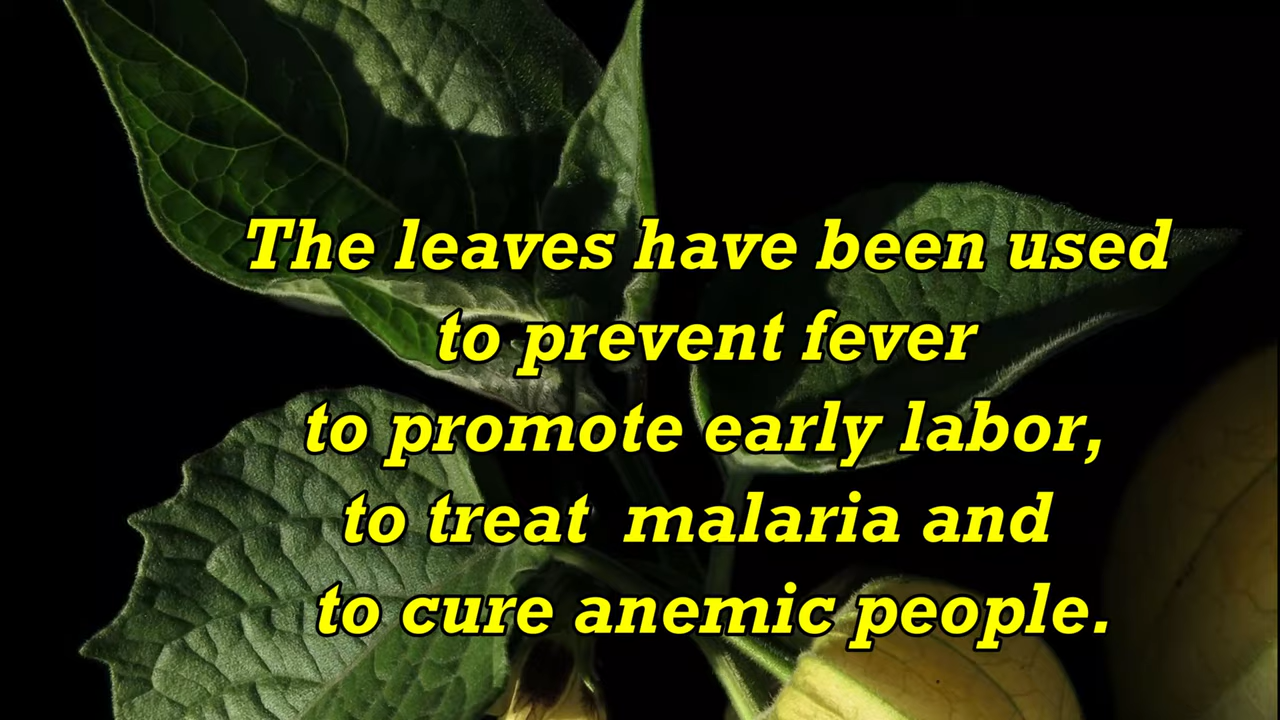 The leaves have been used
to prevent fever
to promote early labor,
to treat  malaria and
to cure anemic people.